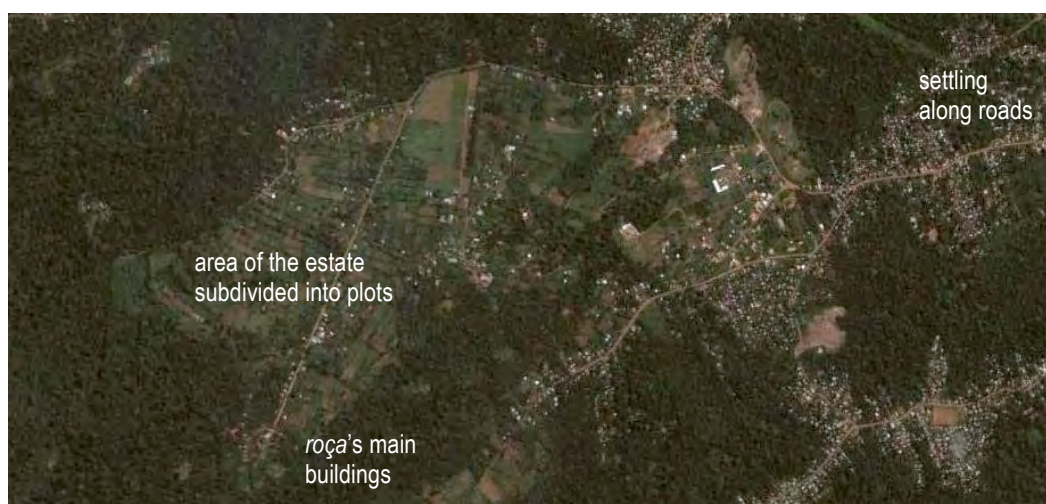 settling
along roads
area of the estate
subdivided into plots
roça's main
buildings